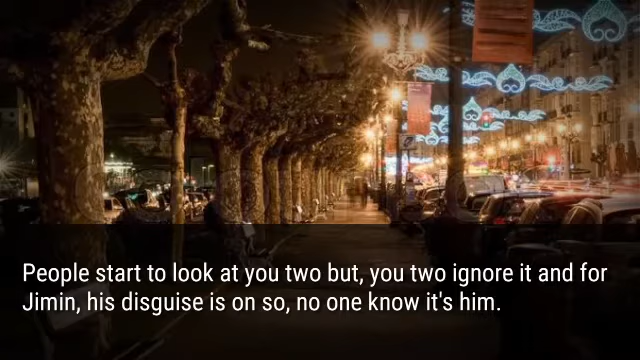 People start to look at you two but, you two ignore it and for
Jimin, his disguise is on so, no one know it's him.